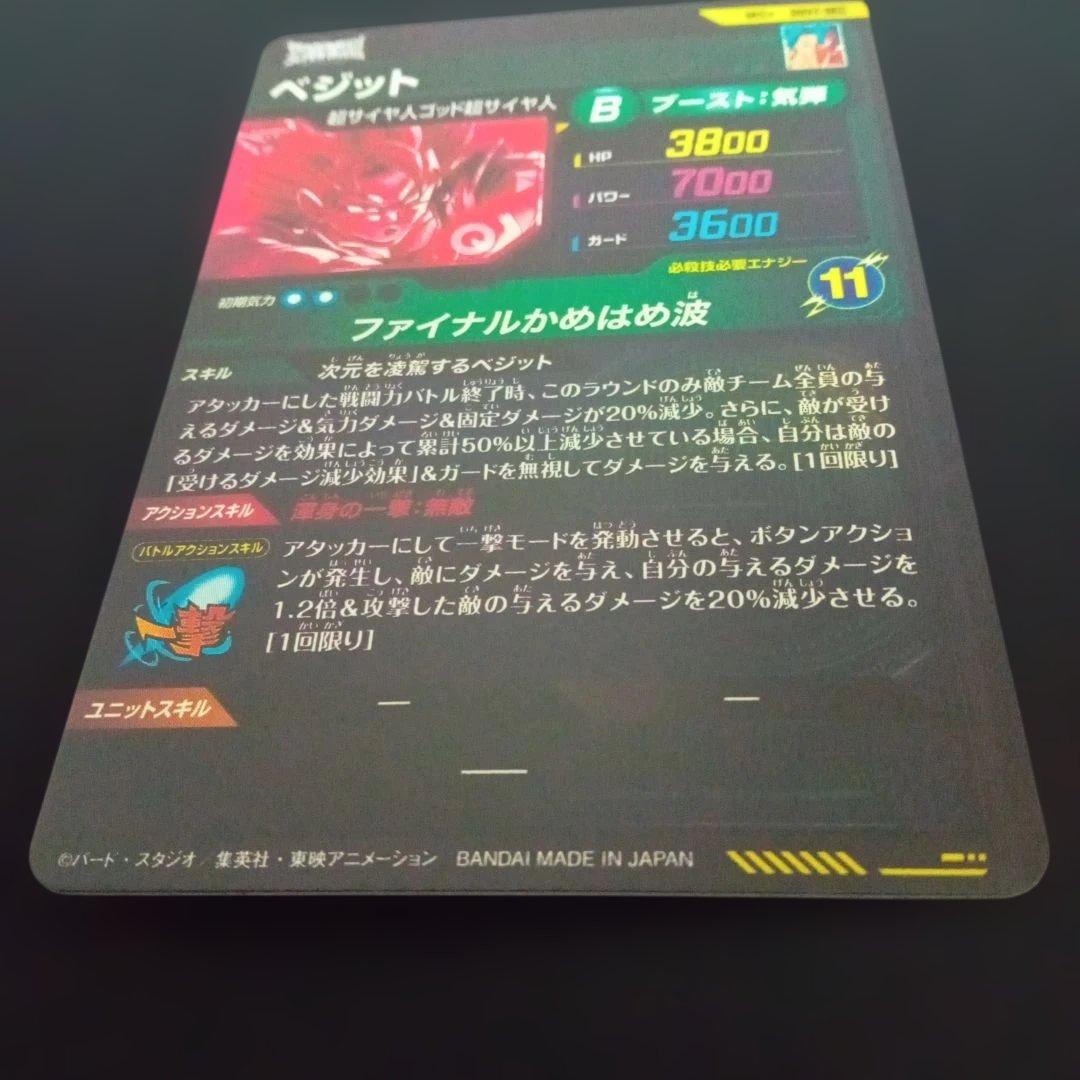 ベジット
超サイヤ人ゴッド超サイヤ人
B ブースト:気弾
HP 3800
パワー 7000
ガード 3600
必殺技必要エナジー 11
初期気力
ファイナルかめはめ波
スキル 次元を凌駕するベジット
アタッカーにした戦闘力バトル終了時、このラウンドのみ敵チーム全員の与
えるダメージ&気力ダメージ&固定ダメージが20%減少。さらに、敵が受け
るダメージを効果によって累計50%以上減少させている場合、自分は敵の
「受けるダメージ減少効果」&ガードを無視してダメージを与える。[1回限り]
アクションスキル 渾身の一撃:無敵
バトルアクションスキル
アタッカーにして一撃モードを発動させると、ボタンアクショ
ンが発生し、敵にダメージを与え、自分の与えるダメージを
1.2倍&攻撃した敵の与えるダメージを20%減少させる。
[1回限り]
一撃
ユニットスキル — —
—
©バード・スタジオ/集英社・東映アニメーション BANDAI MADE IN JAPAN